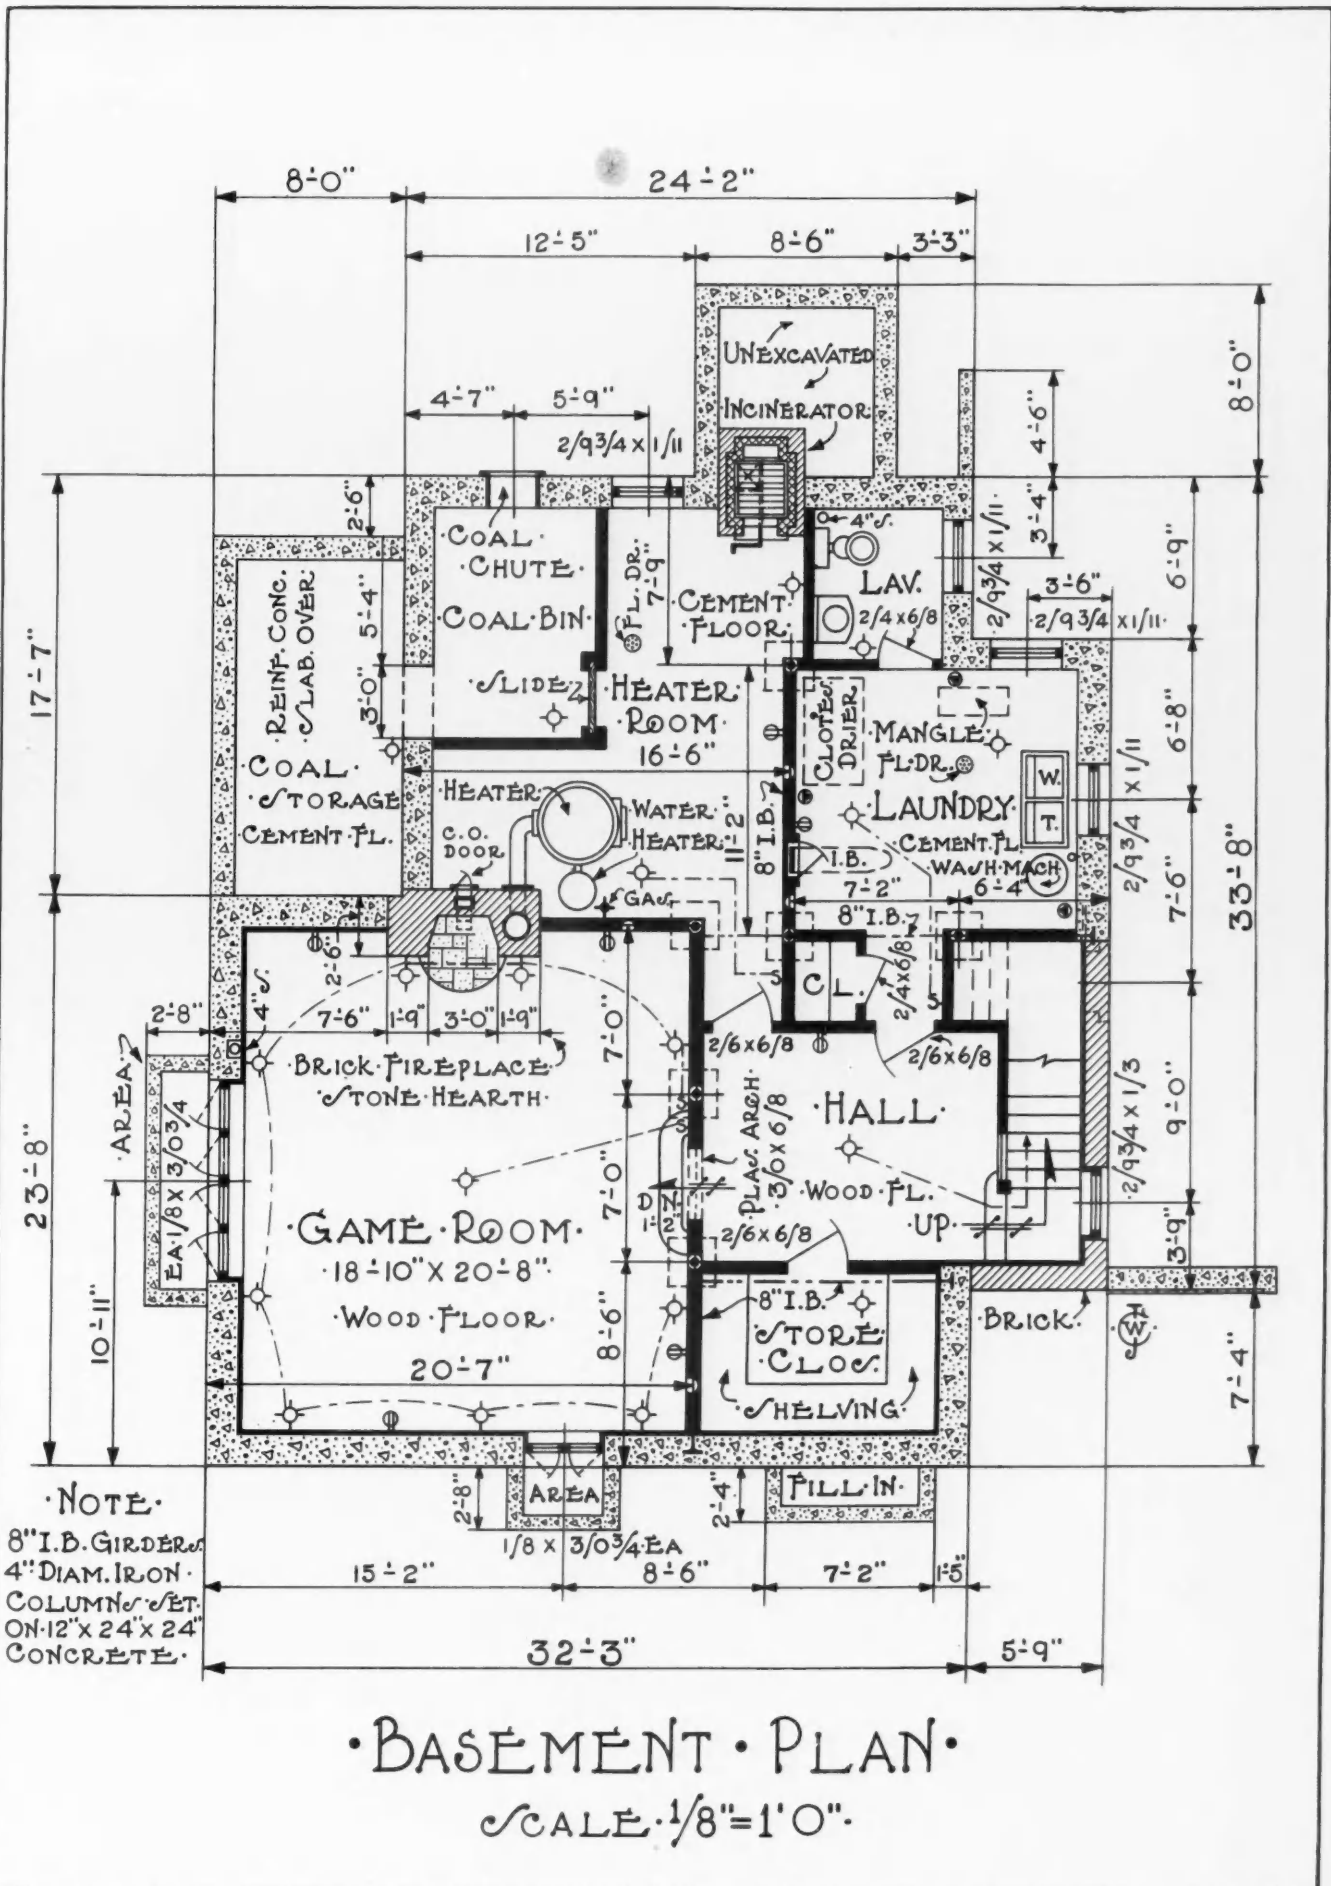 8'-0"
24'-2"
12'-5"
8'-6"
3'-3"
UNEXCAVATED
INCINERATOR
8'-0"
4'-6"
4'-7"
5'-9"
2/9 3/4 x 1/11
2'-6"
3'-4"
4" S.
·COAL·
CHUTE·
COAL·BIN·
FL. DR.
7'-9"
CEMENT·
FLOOR·
LAV.
2/4 x 6/8
2/9 3/4 x 1/11·
3'-6"
·2/9 3/4 x 1/11·
6'-9"
17'-7"
·REINF. CONC.
·SLAB. OVER·
5'-4"
3'-0"
·SLIDE
·HEATER·
·ROOM·
16'-6"
CLOTES
DRIER
·MANGLE
FL.DR.
6'-8"
·COAL·
·STORAGE
CEMENT·FL.
HEATER·
WATER·
HEATER·
C.O.
DOOR
GAS
11'-2"
8" I.B.
·LAUNDRY·
CEMENT. FL.
WASH·MACH.
W.
T.
I.B.
7'-2"
6'-4"
8" I.B.
2/9 3/4 x 1/11
7'-6"
33'-8"
2'-6"
4" S.
2'-8"
7'-6"
1'-9"
3'-0"
1'-9"
7'-0"
S
CL.
2/4 x 6/8
S
·BRICK·FIREPLACE·
·STONE·HEARTH·
2/6 x 6/8
2/6 x 6/8
·AREA·
EA·1/8 x 3/0 3/4
S
S
·PLAS. ARCH·
·3/0 x 6/8
·HALL·
9'-0"
·2/9 3/4 x 1/3
23'-8"
10'-11"
7'-0"
DN.
1'-2"
·WOOD·FL.·
·UP·
·GAME·ROOM·
·18'-10" X 20'-8"·
·WOOD·FLOOR·
2/6 x 6/8
3'-9"
8'-6"
8" I.B.
·STORE·
·CLOS.
·BRICK·
20'-7"
·SHELVING·
7'-4"
·NOTE·
8" I.B. GIRDERS·
4" DIAM. IRON·
COLUMNS·SET·
ON·12" x 24" x 24"
CONCRETE·
2'-8"
AREA
1/8 x 3/0 3/4·EA
2'-4"
·FILL·IN·
15'-2"
8'-6"
7'-2"
1'-5"
32'-3"
5'-9"
·BASEMENT·PLAN·
SCALE·1/8"=1'0"·